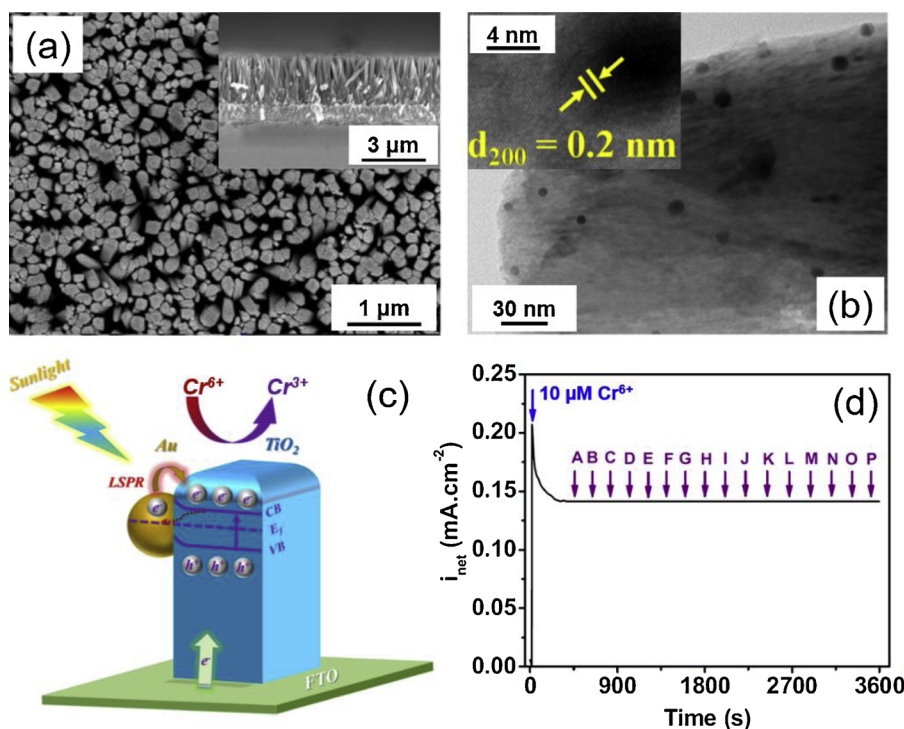 (a)
3 µm
1 µm
4 nm
d200 = 0.2 nm
30 nm
(b)
Sunlight
Cr6+
Cr3+
(c)
Au
TiO2
LSPR
e-
e-
e-
e-
CB
Ef
VB
h+
h+
h+
e-
FTO
(d)
10 µM Cr6+
A B C D E F G H I J K L M N O P
inet (mA.cm-2)
0.25
0.20
0.15
0.10
0.05
0.00
0 900 1800 2700 3600
Time (s)